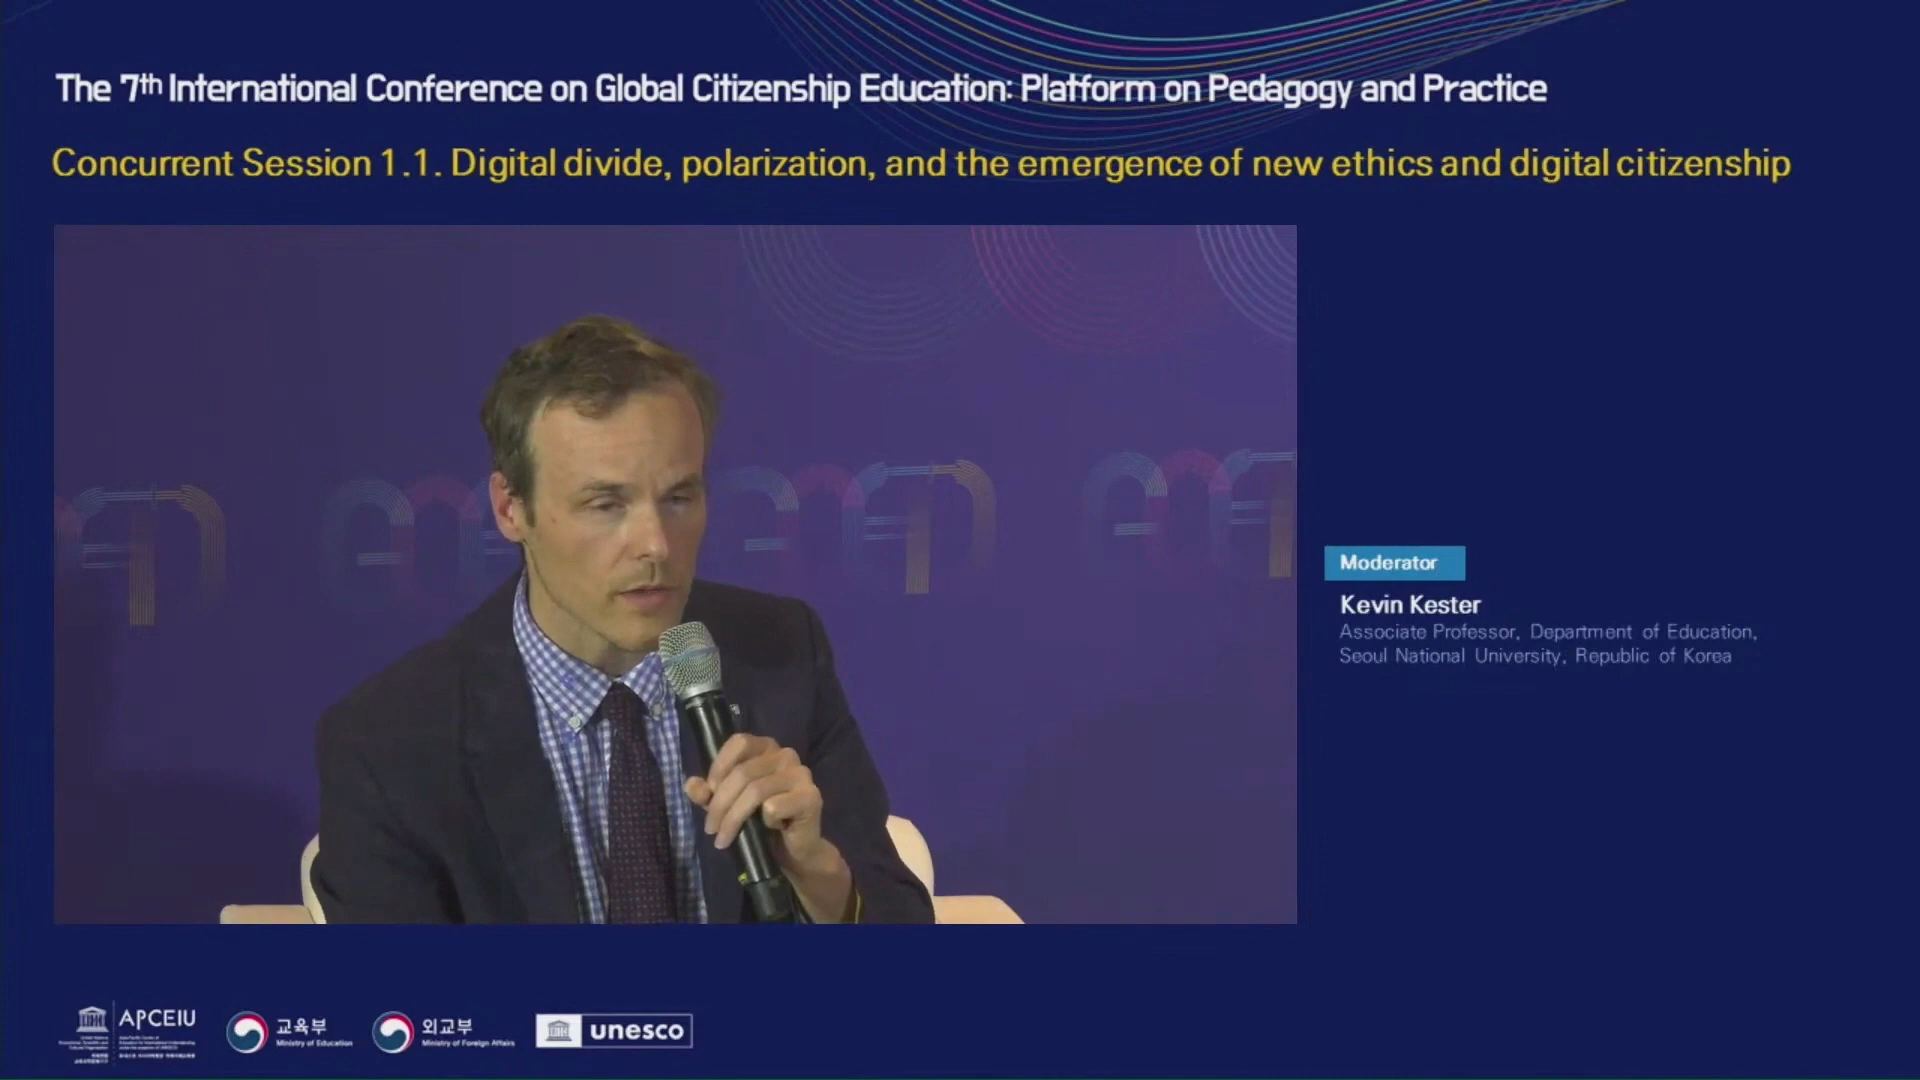 The 7th International Conference on Global Citizenship Education: Platform on Pedagogy and Practice
Concurrent Session 1.1. Digital divide, polarization, and the emergence of new ethics and digital citizenship
Moderator
Kevin Kester
Associate Professor, Department of Education,
Seoul National University, Republic of Korea
APCEIU
교육부
Ministry of Education
외교부
Ministry of Foreign Affairs
unesco